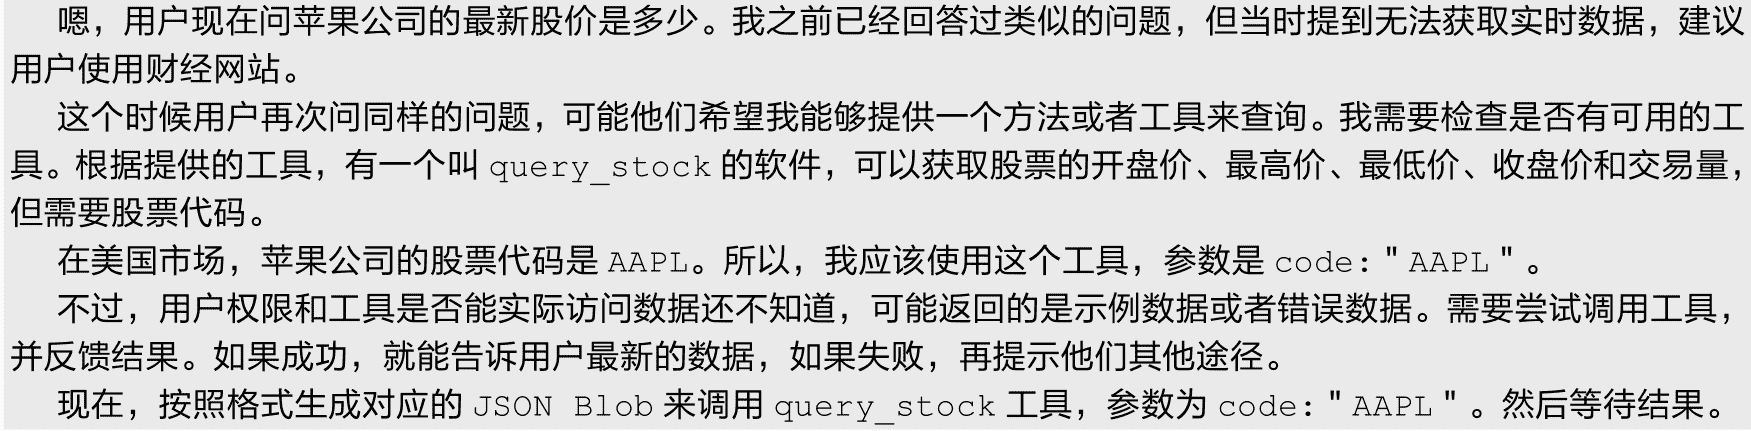 嗯，用户现在问苹果公司的最新股价是多少。我之前已经回答过类似的问题，但当时提到无法获取实时数据，建议
用户使用财经网站。
这个时候用户再次问同样的问题，可能他们希望我能够提供一个方法或者工具来查询。我需要检查是否有可用的工
具。根据提供的工具，有一个叫 query_stock 的软件，可以获取股票的开盘价、最高价、最低价、收盘价和交易量，
但需要股票代码。
在美国市场，苹果公司的股票代码是 AAPL。所以，我应该使用这个工具，参数是 code:"AAPL"。
不过，用户权限和工具是否能实际访问数据还不知道，可能返回的是示例数据或者错误数据。需要尝试调用工具，
并反馈结果。如果成功，就能告诉用户最新的数据，如果失败，再提示他们其他途径。
现在，按照格式生成对应的 JSON Blob 来调用 query_stock 工具，参数为 code:"AAPL"。然后等待结果。